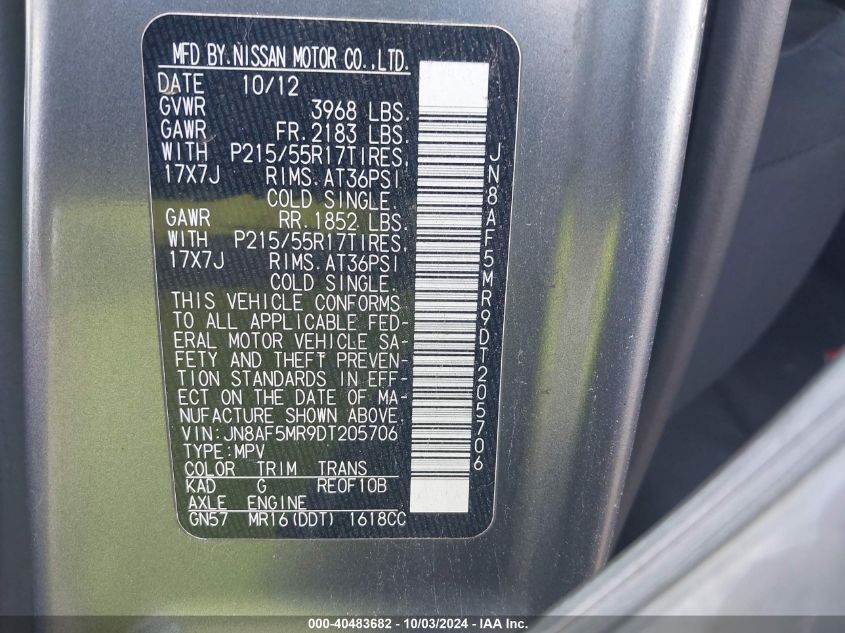 MFD BY.NISSAN MOTOR CO.,LTD.
DATE 10/12
GVWR 3968 LBS.
GAWR FR.2183 LBS.
WITH P215/55R17TIRES,
17X7J RIMS.AT36PSI
COLD SINGLE.
GAWR RR.1852 LBS.
WITH P215/55R17TIRES,
17X7J RIMS.AT36PSI
COLD SINGLE.
THIS VEHICLE CONFORMS
TO ALL APPLICABLE FED-
ERAL MOTOR VEHICLE SA-
FETY AND THEFT PREVEN-
TION STANDARDS IN EFF-
ECT ON THE DATE OF MA-
NUFACTURE SHOWN ABOVE.
VIN:JN8AF5MR9DT205706
TYPE:MPV
COLOR TRIM TRANS
KAD G REOF10B
AXLE ENGINE
GN57 MR16(DDT) 1618CC
JN8AF5MR9DT205706
000-40483682 - 10/03/2024 - www.iaai.com